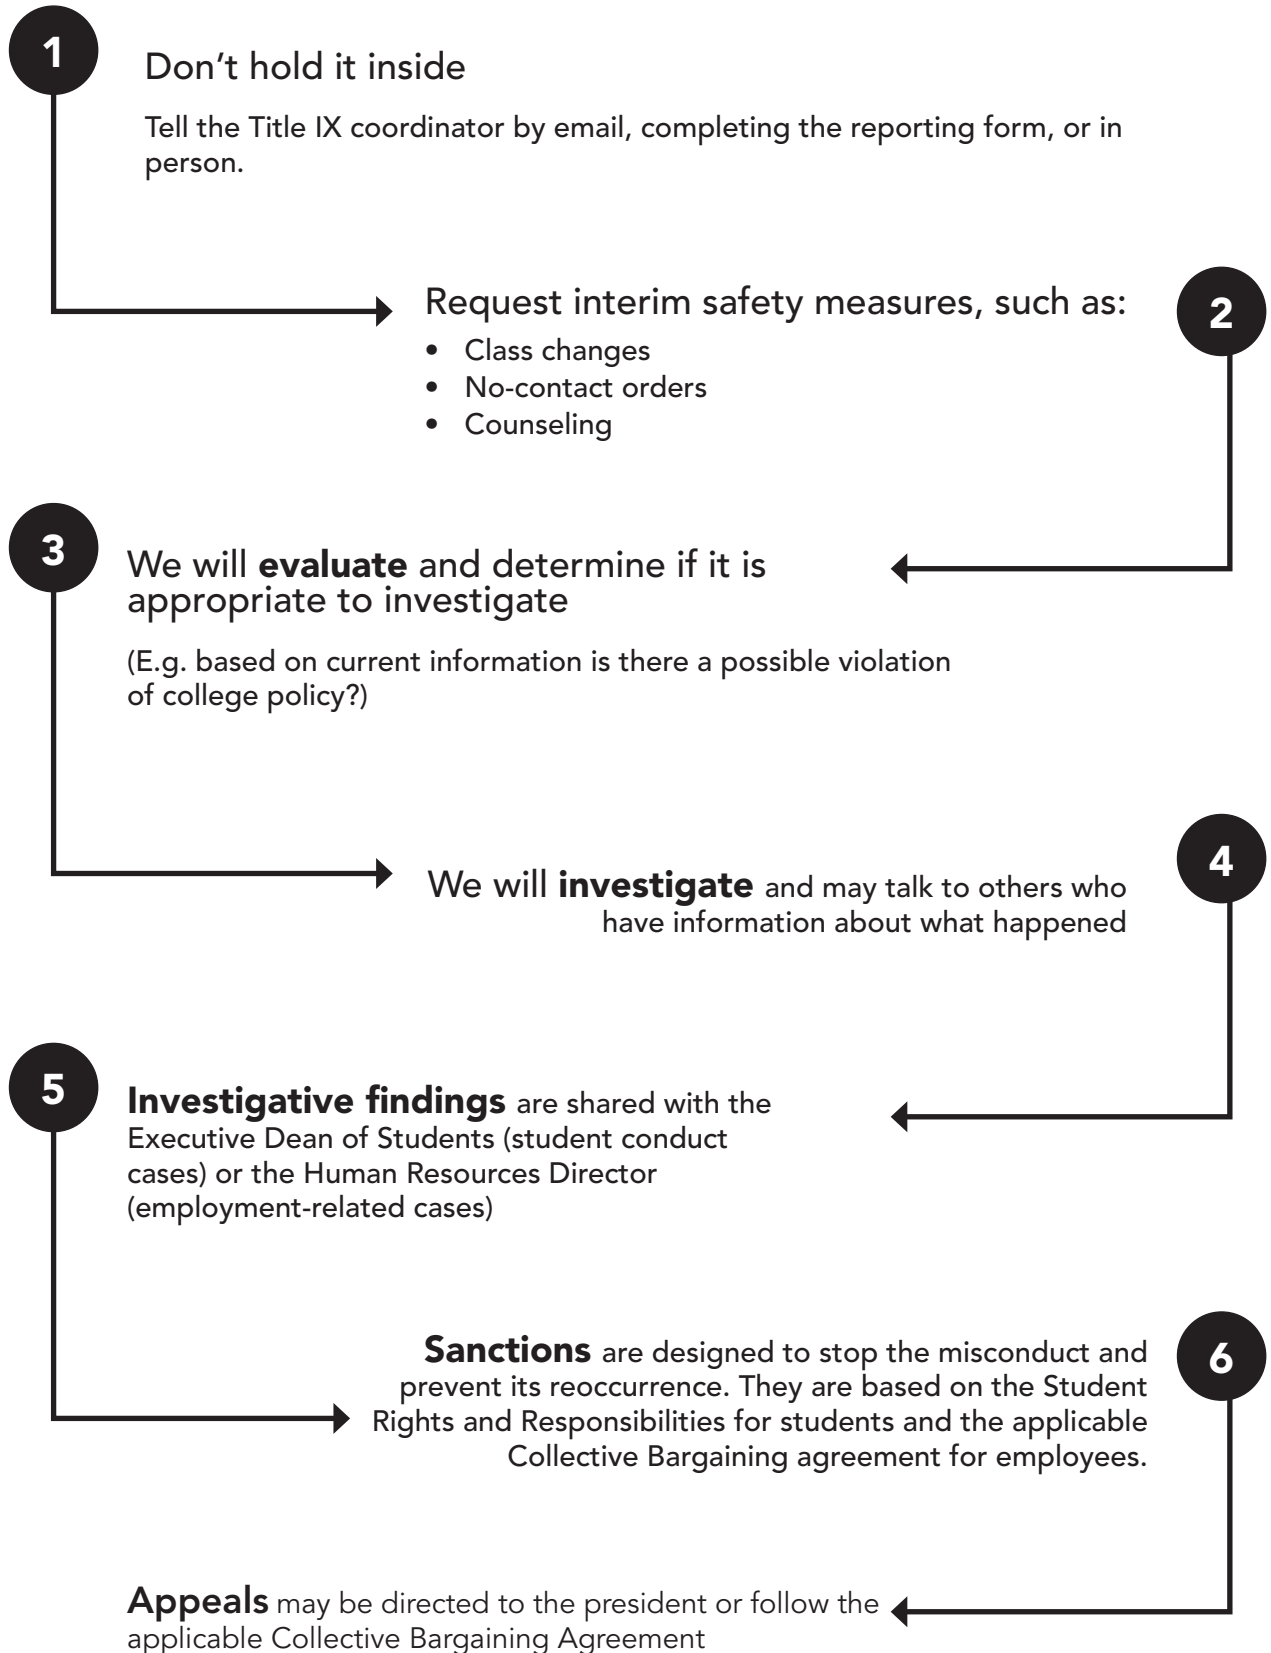 1
Don’t hold it inside
Tell the Title IX coordinator by email, completing the reporting form, or in
person.
2
Request interim safety measures, such as:
• Class changes
• No-contact orders
• Counseling
3
We will evaluate and determine if it is
appropriate to investigate
(E.g. based on current information is there a possible violation
of college policy?)
4
We will investigate and may talk to others who
have information about what happened
5
Investigative findings are shared with the
Executive Dean of Students (student conduct
cases) or the Human Resources Director
(employment-related cases)
6
Sanctions are designed to stop the misconduct and
prevent its reoccurrence. They are based on the Student
Rights and Responsibilities for students and the applicable
Collective Bargaining agreement for employees.
Appeals may be directed to the president or follow the
applicable Collective Bargaining Agreement